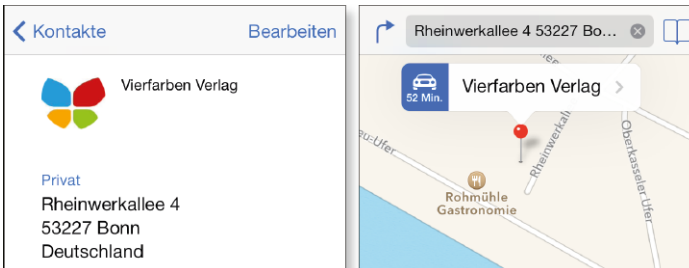 Kontakte
Bearbeiten
Vierfarben Verlag
Privat
Rheinwerkallee 4
53227 Bonn
Deutschland
Rheinwerkallee 4 53227 Bo...
52 Min.
Vierfarben Verlag
Oberkasseler Ufer
Rohmühle
Gastronomie